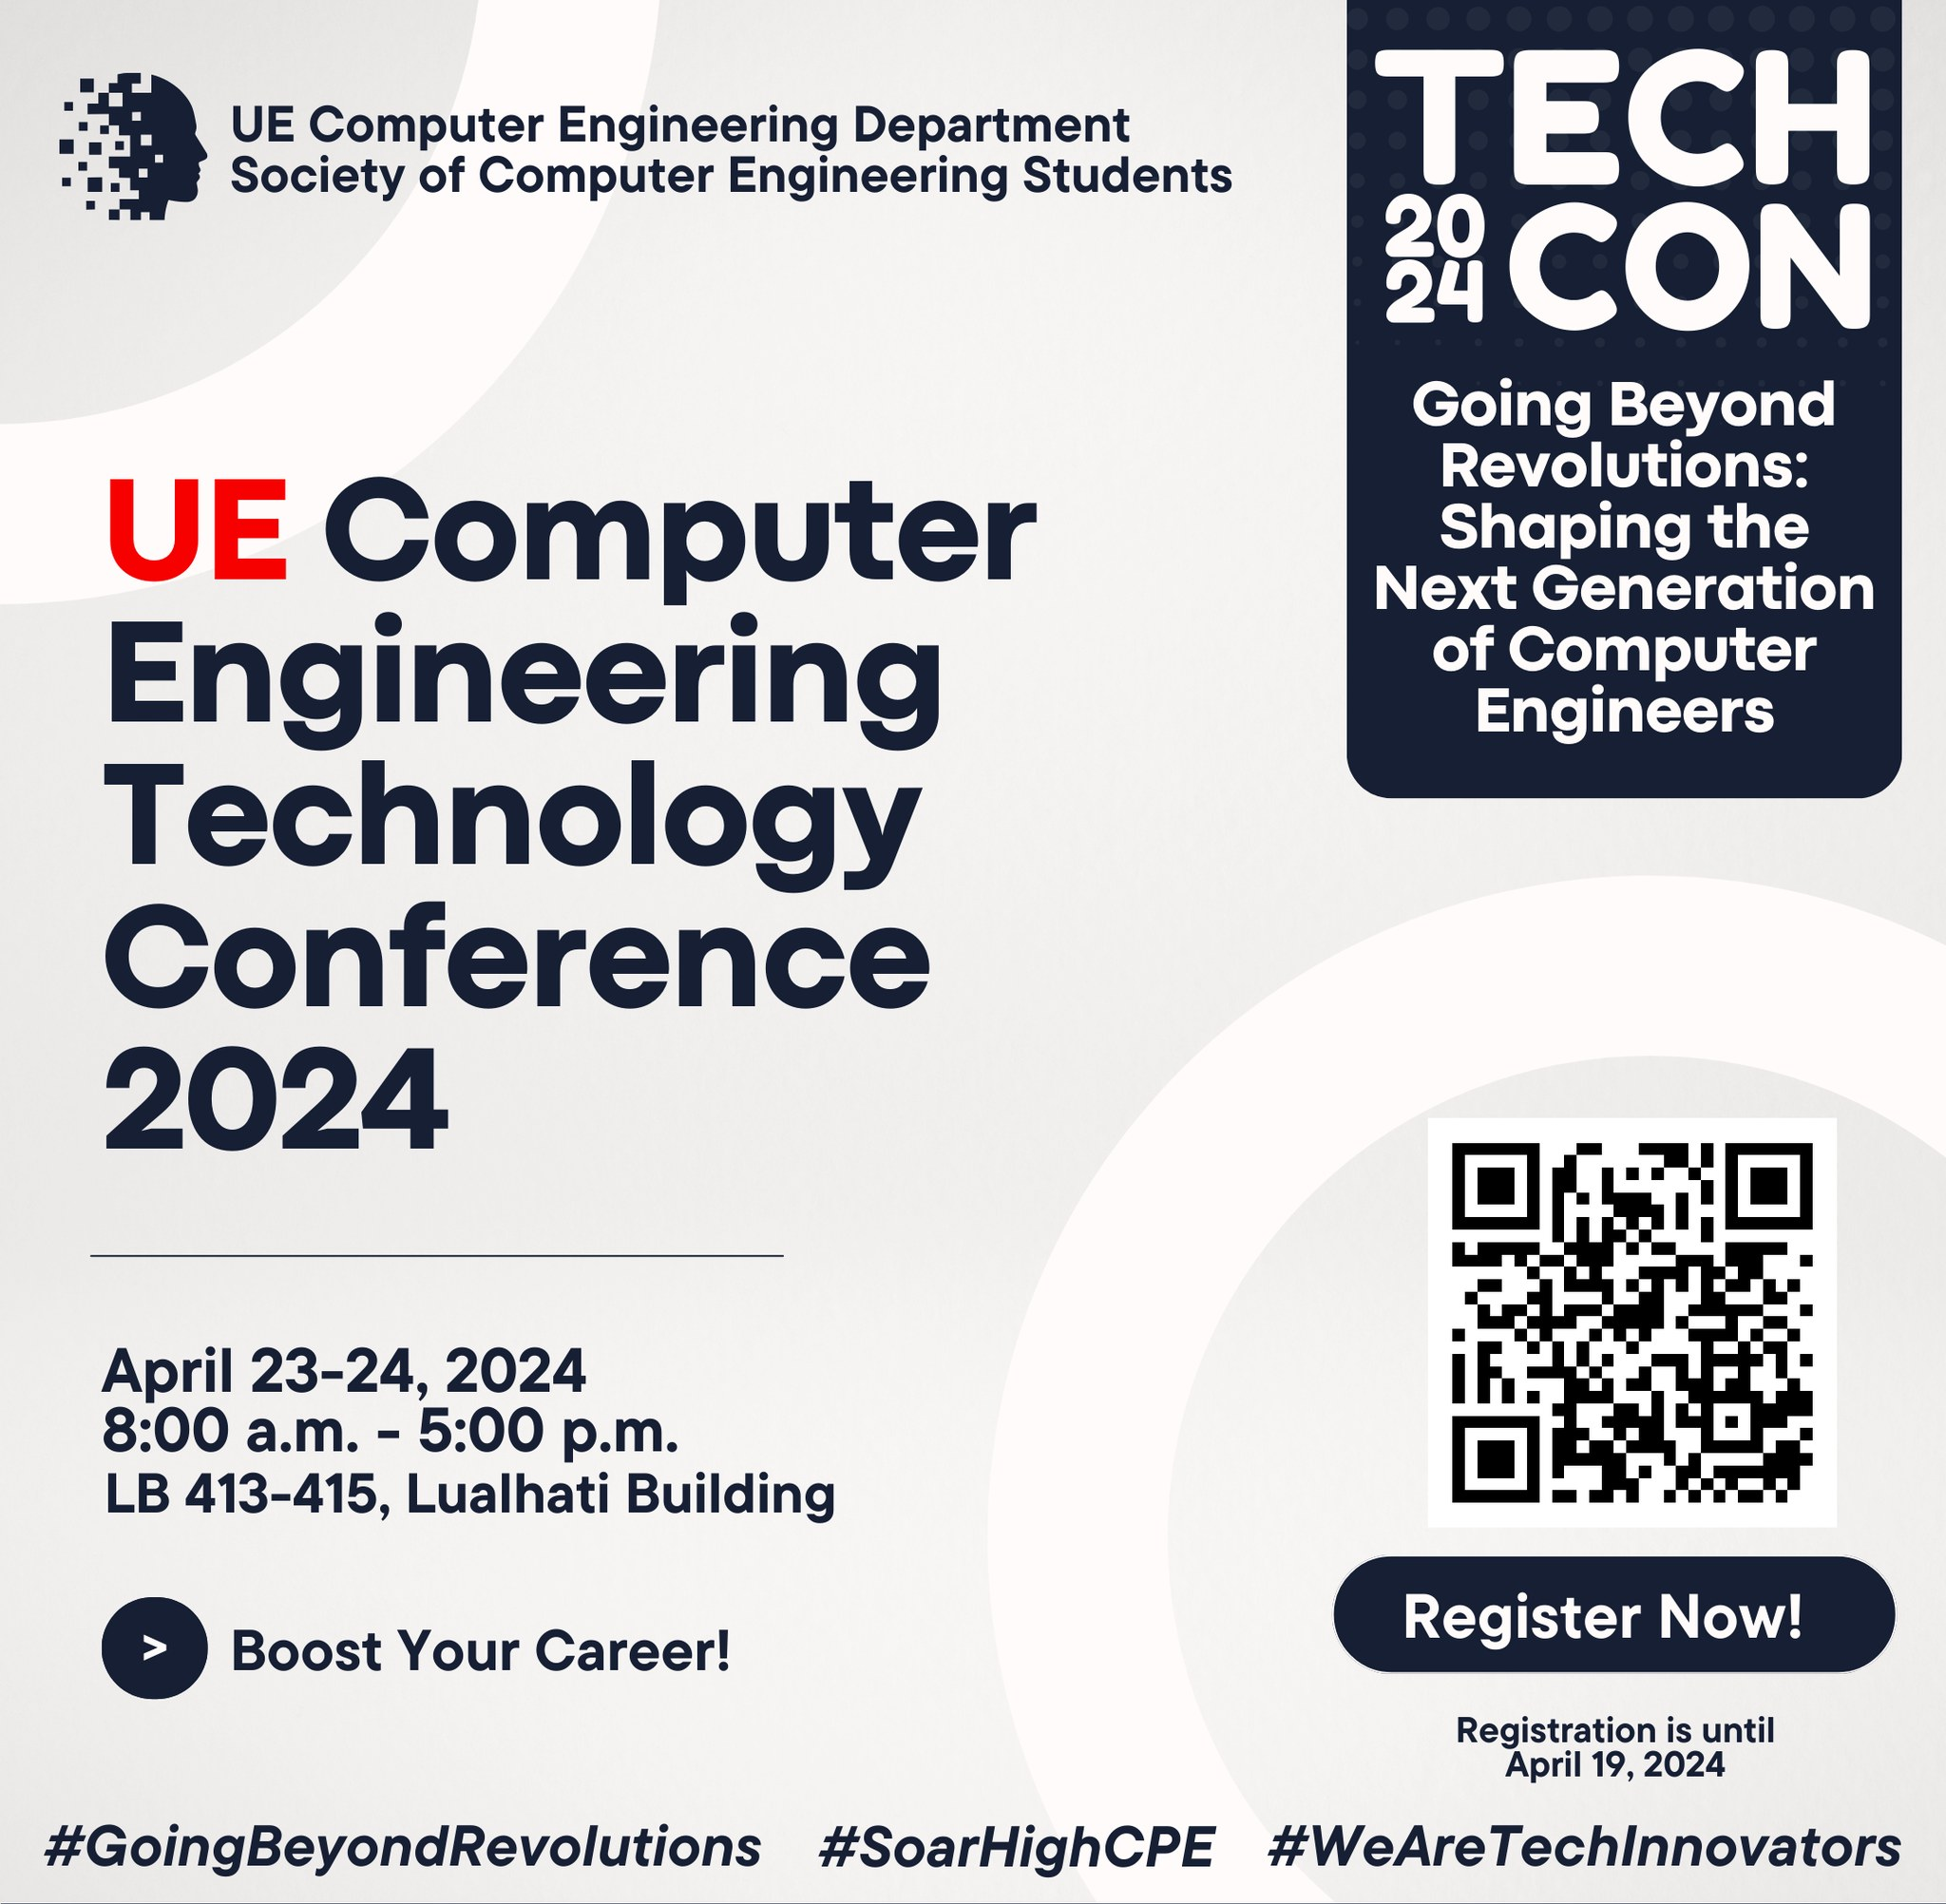 UE Computer Engineering Department
Society of Computer Engineering Students
TECH
20
24
CON
Going Beyond
Revolutions:
Shaping the
Next Generation
of Computer
Engineers
UE Computer
Engineering
Technology
Conference
2024
April 23-24, 2024
8:00 a.m. - 5:00 p.m.
LB 413-415, Lualhati Building
> Boost Your Career!
Register Now!
Registration is until
April 19, 2024
#GoingBeyondRevolutions #SoarHighCPE #WeAreTechInnovators